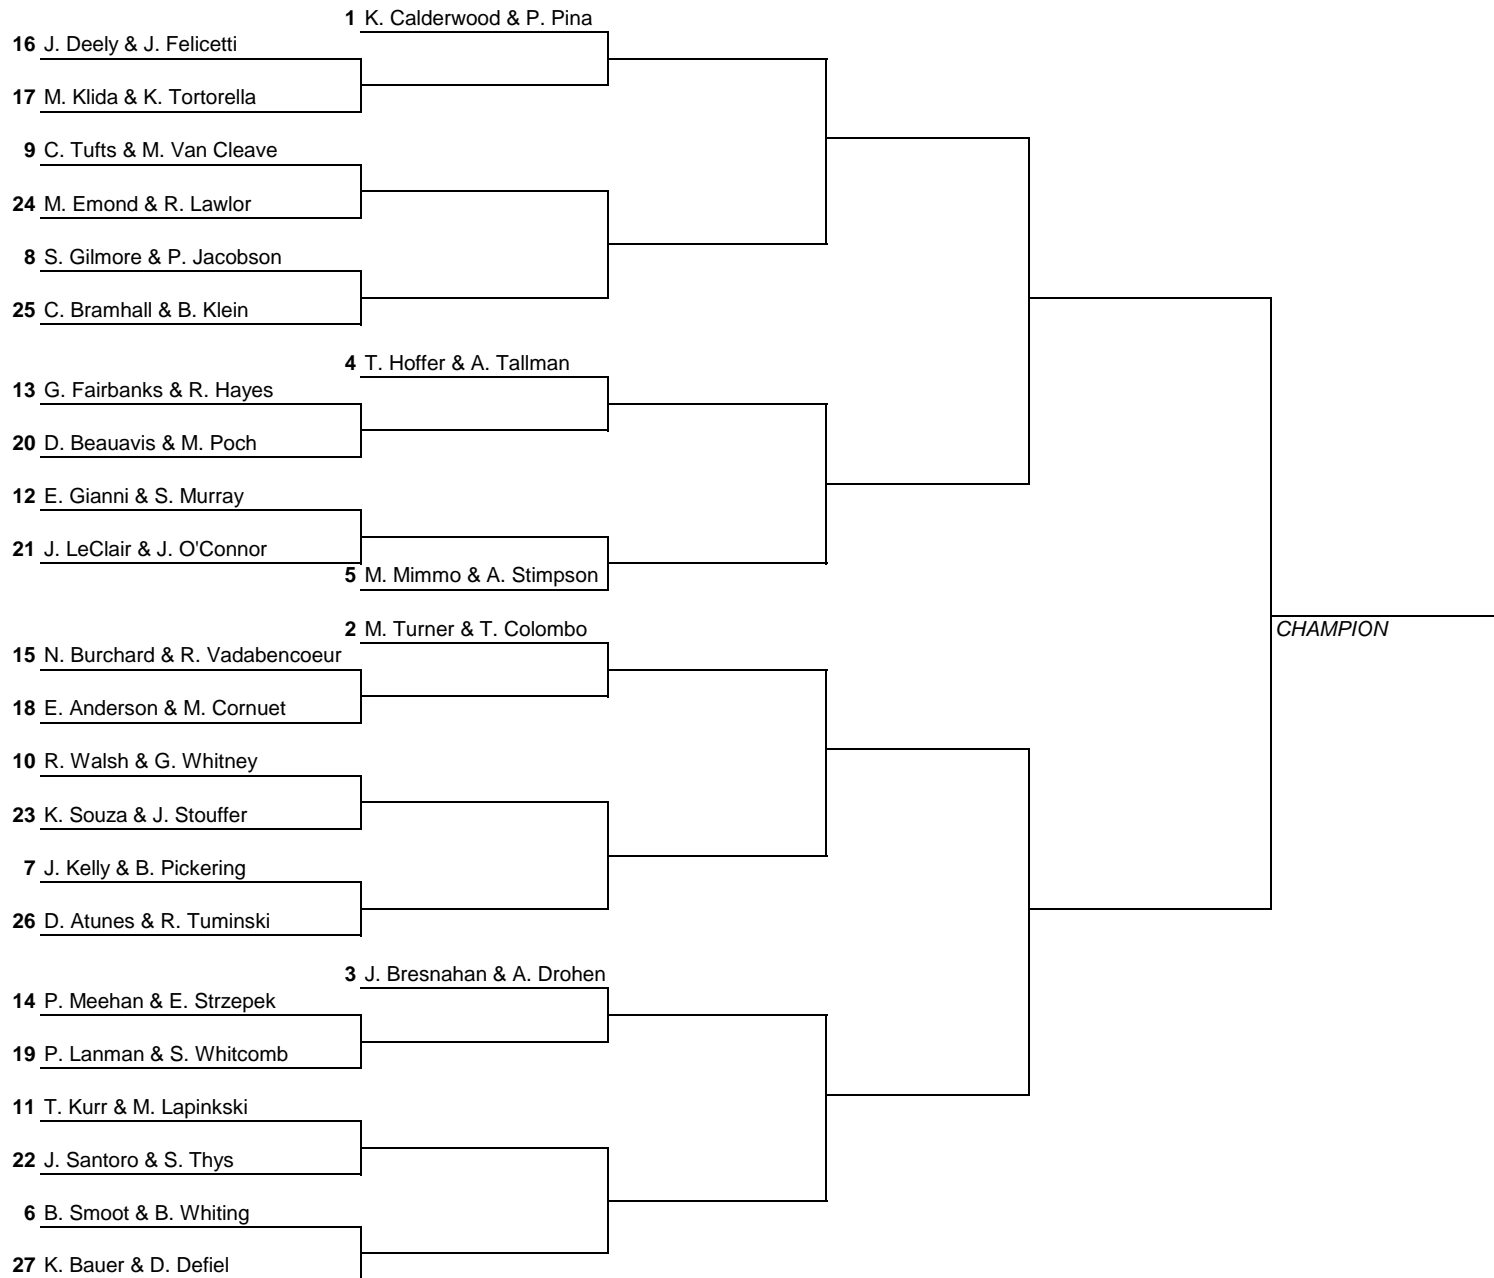 1 K. Calderwood & P. Pina
16 J. Deely & J. Felicetti
17 M. Klida & K. Tortorella
9 C. Tufts & M. Van Cleave
24 M. Emond & R. Lawlor
8 S. Gilmore & P. Jacobson
25 C. Bramhall & B. Klein
4 T. Hoffer & A. Tallman
13 G. Fairbanks & R. Hayes
20 D. Beauavis & M. Poch
12 E. Gianni & S. Murray
21 J. LeClair & J. O'Connor
5 M. Mimmo & A. Stimpson
2 M. Turner & T. Colombo
CHAMPION
15 N. Burchard & R. Vadabencoeur
18 E. Anderson & M. Cornuet
10 R. Walsh & G. Whitney
23 K. Souza & J. Stouffer
7 J. Kelly & B. Pickering
26 D. Atunes & R. Tuminski
3 J. Bresnahan & A. Drohen
14 P. Meehan & E. Strzepek
19 P. Lanman & S. Whitcomb
11 T. Kurr & M. Lapinkski
22 J. Santoro & S. Thys
6 B. Smoot & B. Whiting
27 K. Bauer & D. Defiel